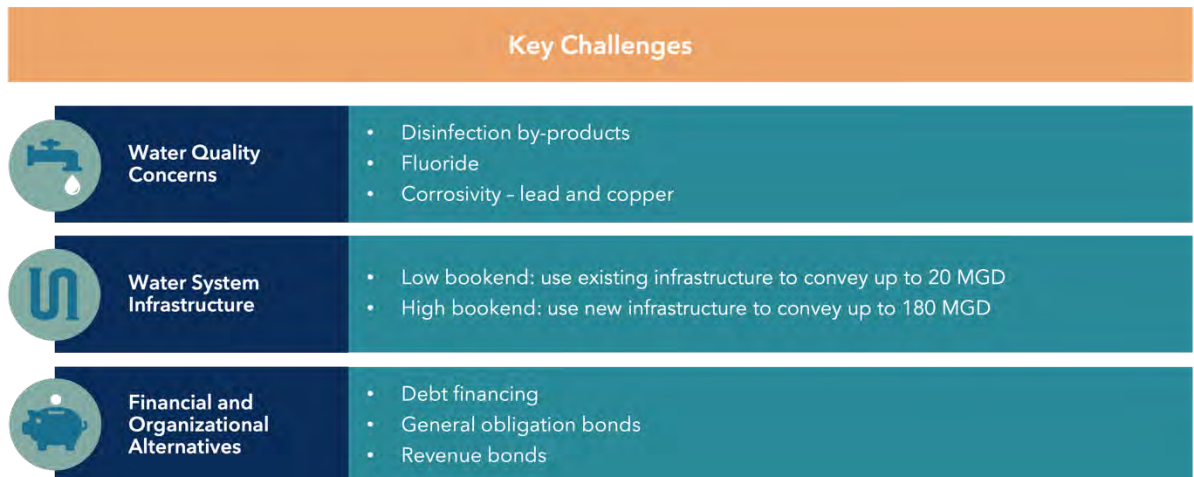 Key Challenges
Water Quality
Concerns
• Disinfection by-products
• Fluoride
• Corrosivity – lead and copper
Water System
Infrastructure
• Low bookend: use existing infrastructure to convey up to 20 MGD
• High bookend: use new infrastructure to convey up to 180 MGD
Financial and
Organizational
Alternatives
• Debt financing
• General obligation bonds
• Revenue bonds